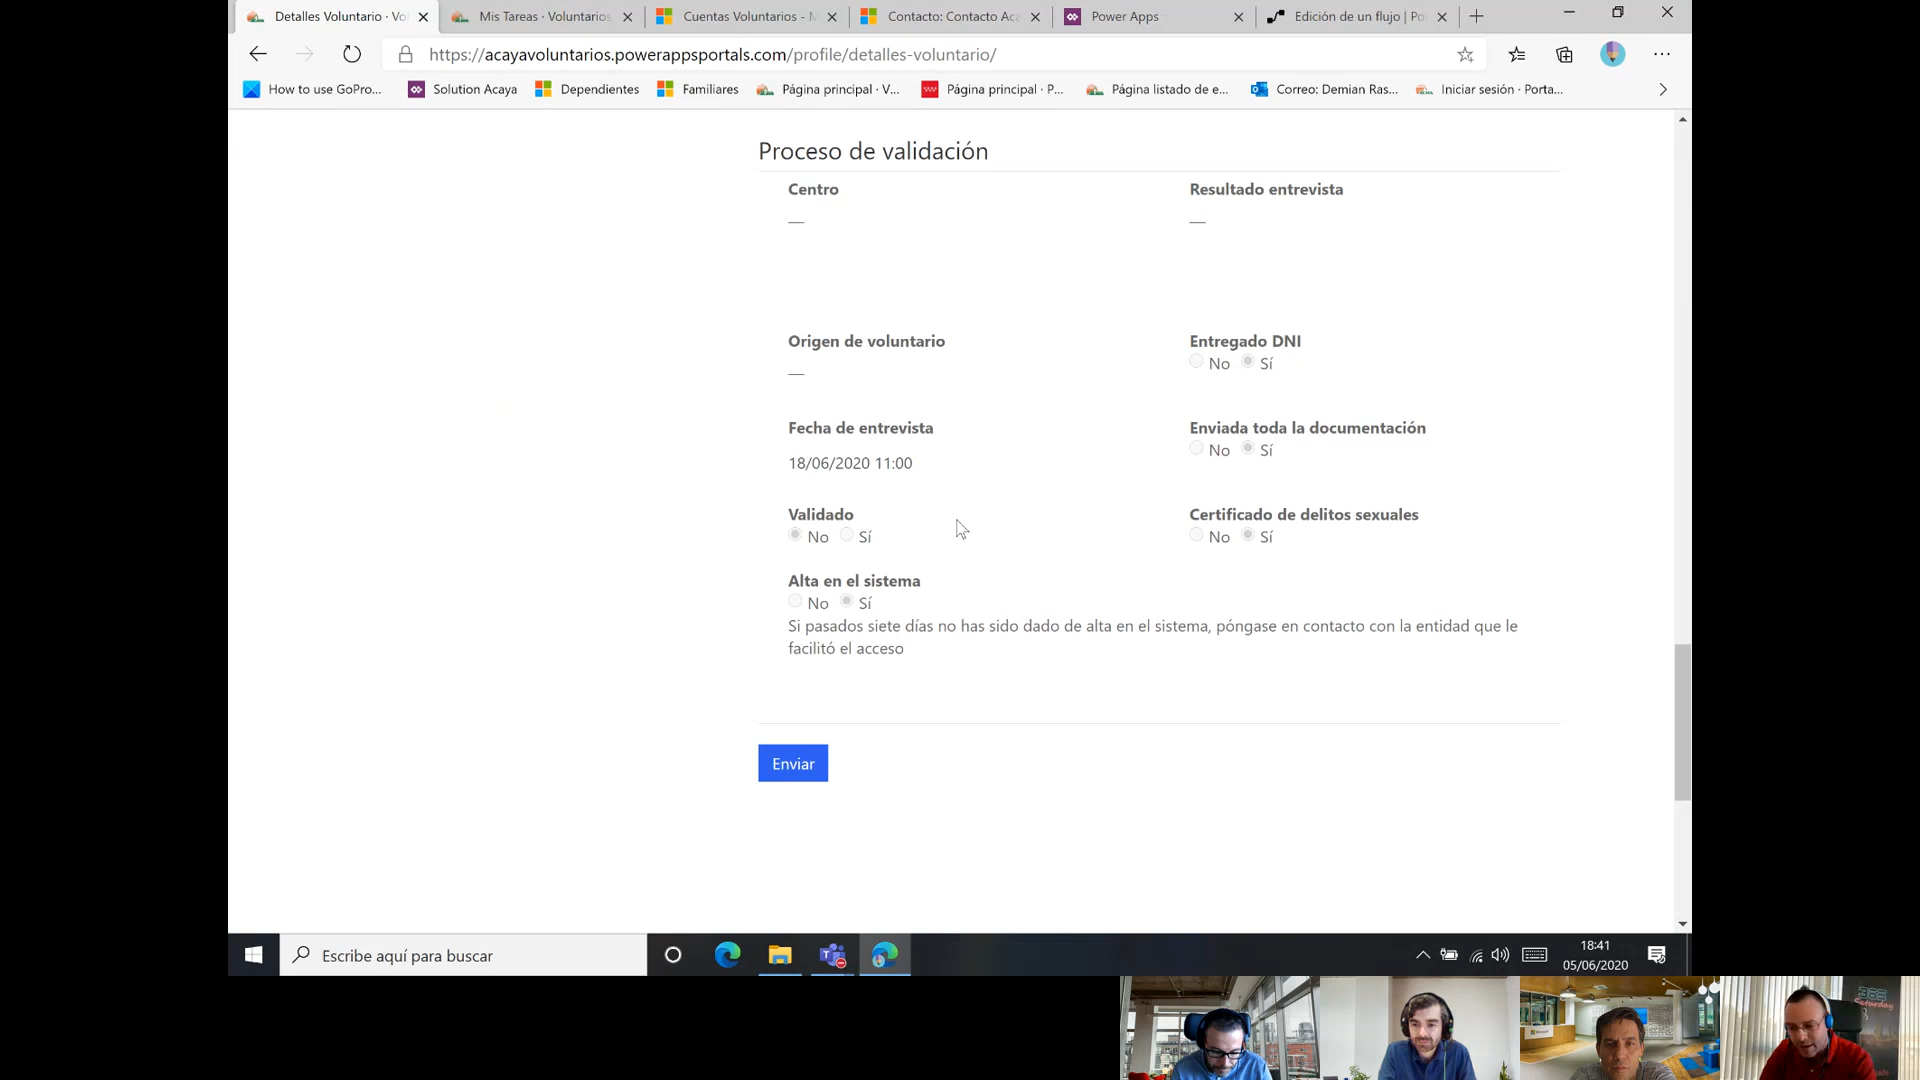 Detalles Voluntario · Vo
Mis Tareas · Voluntarios
Cuentas Voluntarios - M
Contacto: Contacto Aca
Power Apps
Edición de un flujo | Po
https://acayavoluntarios.powerappsportals.com/profile/detalles-voluntario/
How to use GoPro...
Solution Acaya
Dependientes
Familiares
Página principal · V...
Página principal · P...
Página listado de e...
Correo: Demian Ras...
Iniciar sesión · Porta...
Proceso de validación
Centro
—
Resultado entrevista
—
Origen de voluntario
—
Entregado DNI
No Sí
Fecha de entrevista
18/06/2020 11:00
Enviada toda la documentación
No Sí
Validado
No Sí
Certificado de delitos sexuales
No Sí
Alta en el sistema
No Sí
Si pasados siete días no has sido dado de alta en el sistema, póngase en contacto con la entidad que le
facilitó el acceso
Enviar
Escribe aquí para buscar
18:41
05/06/2020
365
Saturday